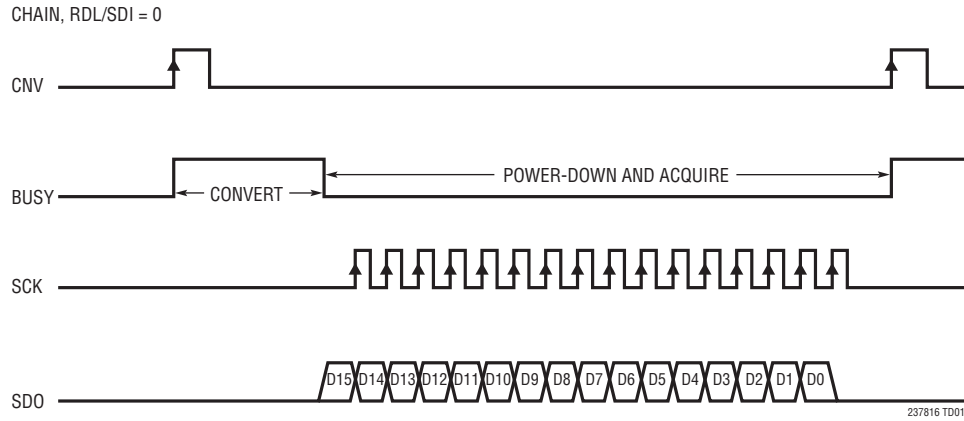 CHAIN, RDL/SDI = 0
CNV
BUSY
CONVERT
POWER-DOWN AND ACQUIRE
SCK
SDO
D15 D14 D13 D12 D11 D10 D9 D8 D7 D6 D5 D4 D3 D2 D1 D0
237816 TD01